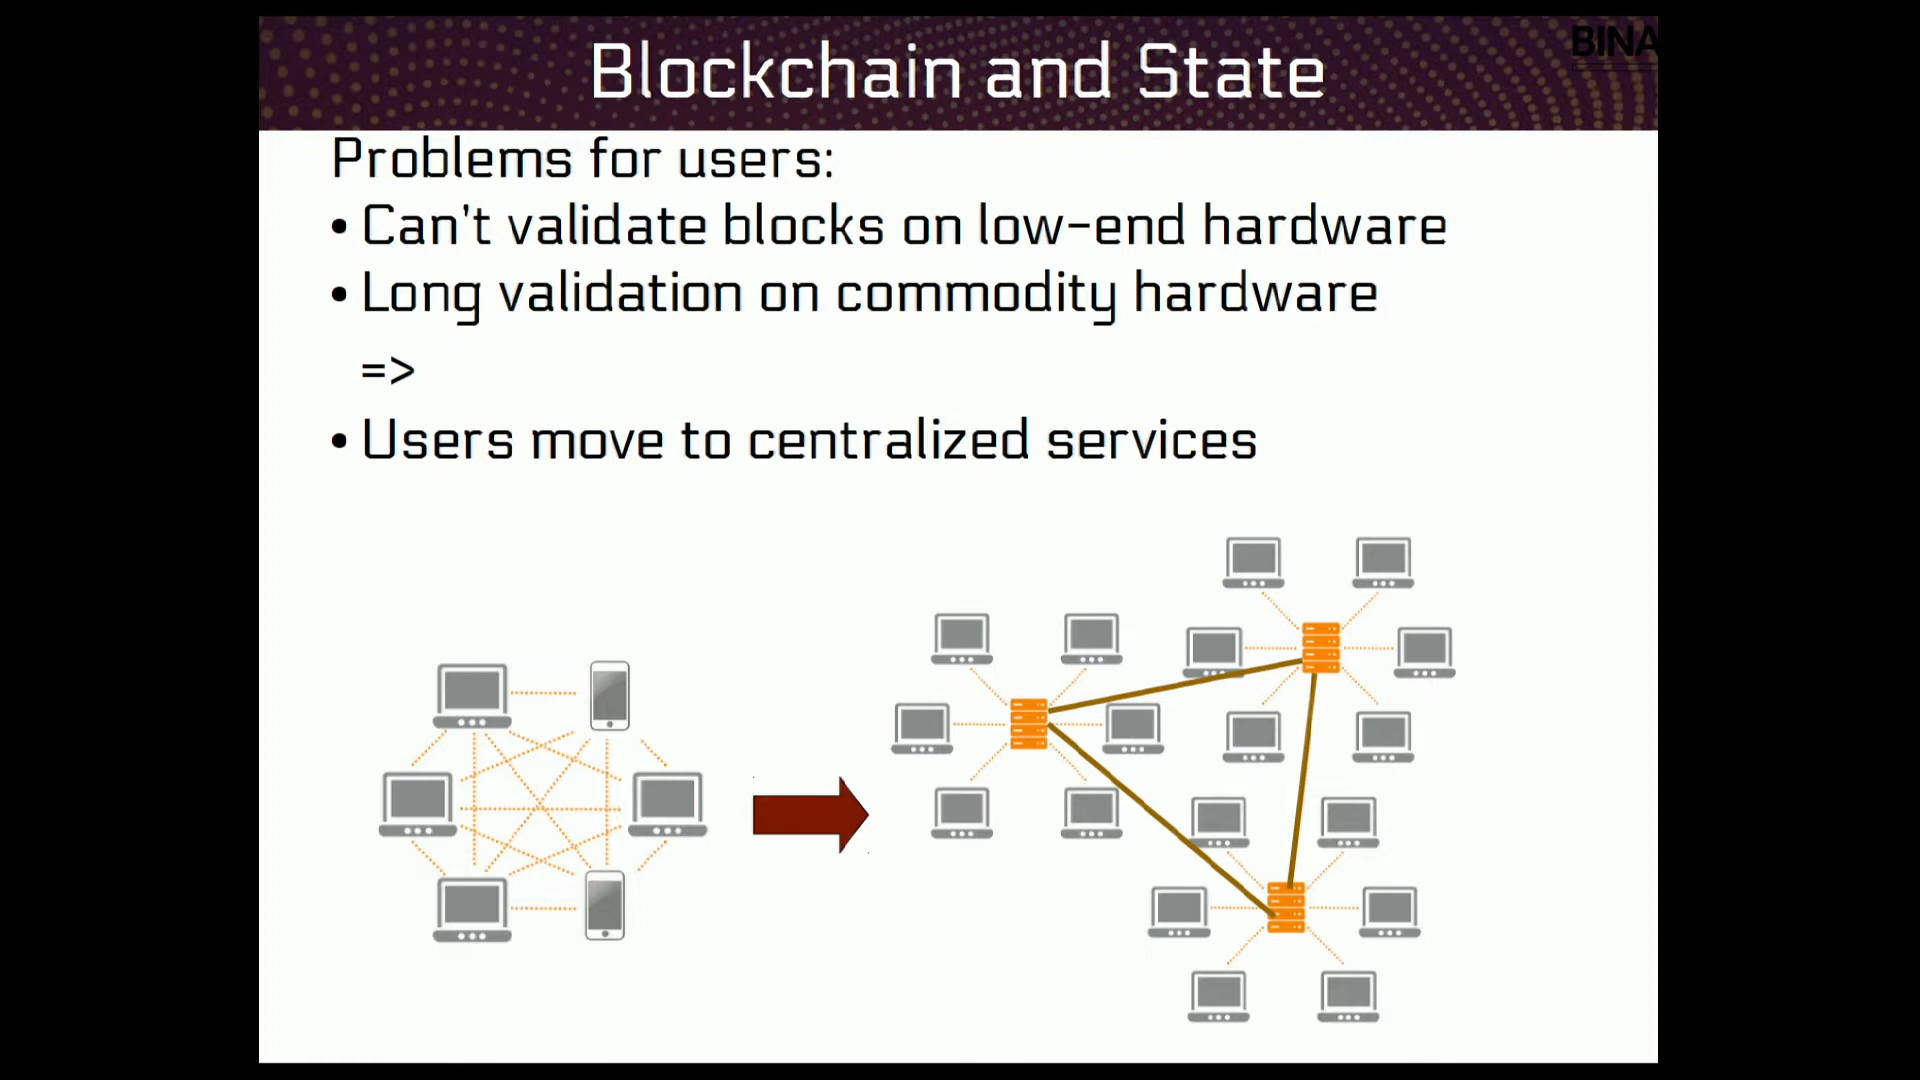 BINA
Blockchain and State
Problems for users:
• Can't validate blocks on low-end hardware
• Long validation on commodity hardware
=>
• Users move to centralized services